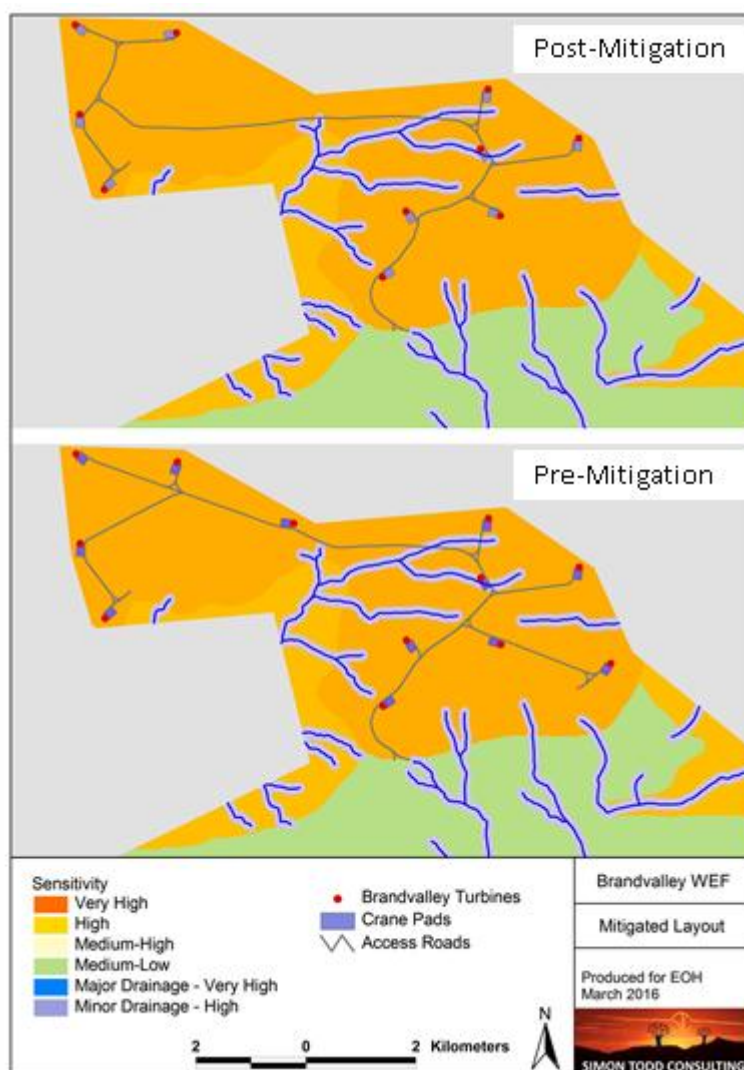 Post-Mitigation
Pre-Mitigation
Sensitivity
Very High
High
Medium-High
Medium-Low
Major Drainage - Very High
Minor Drainage - High
Brandvalley Turbines
Crane Pads
Access Roads
2 0 2 Kilometers
N
Brandvalley WEF
Mitigated Layout
Produced for EOH
March 2016
SIMON TODD CONSULTING